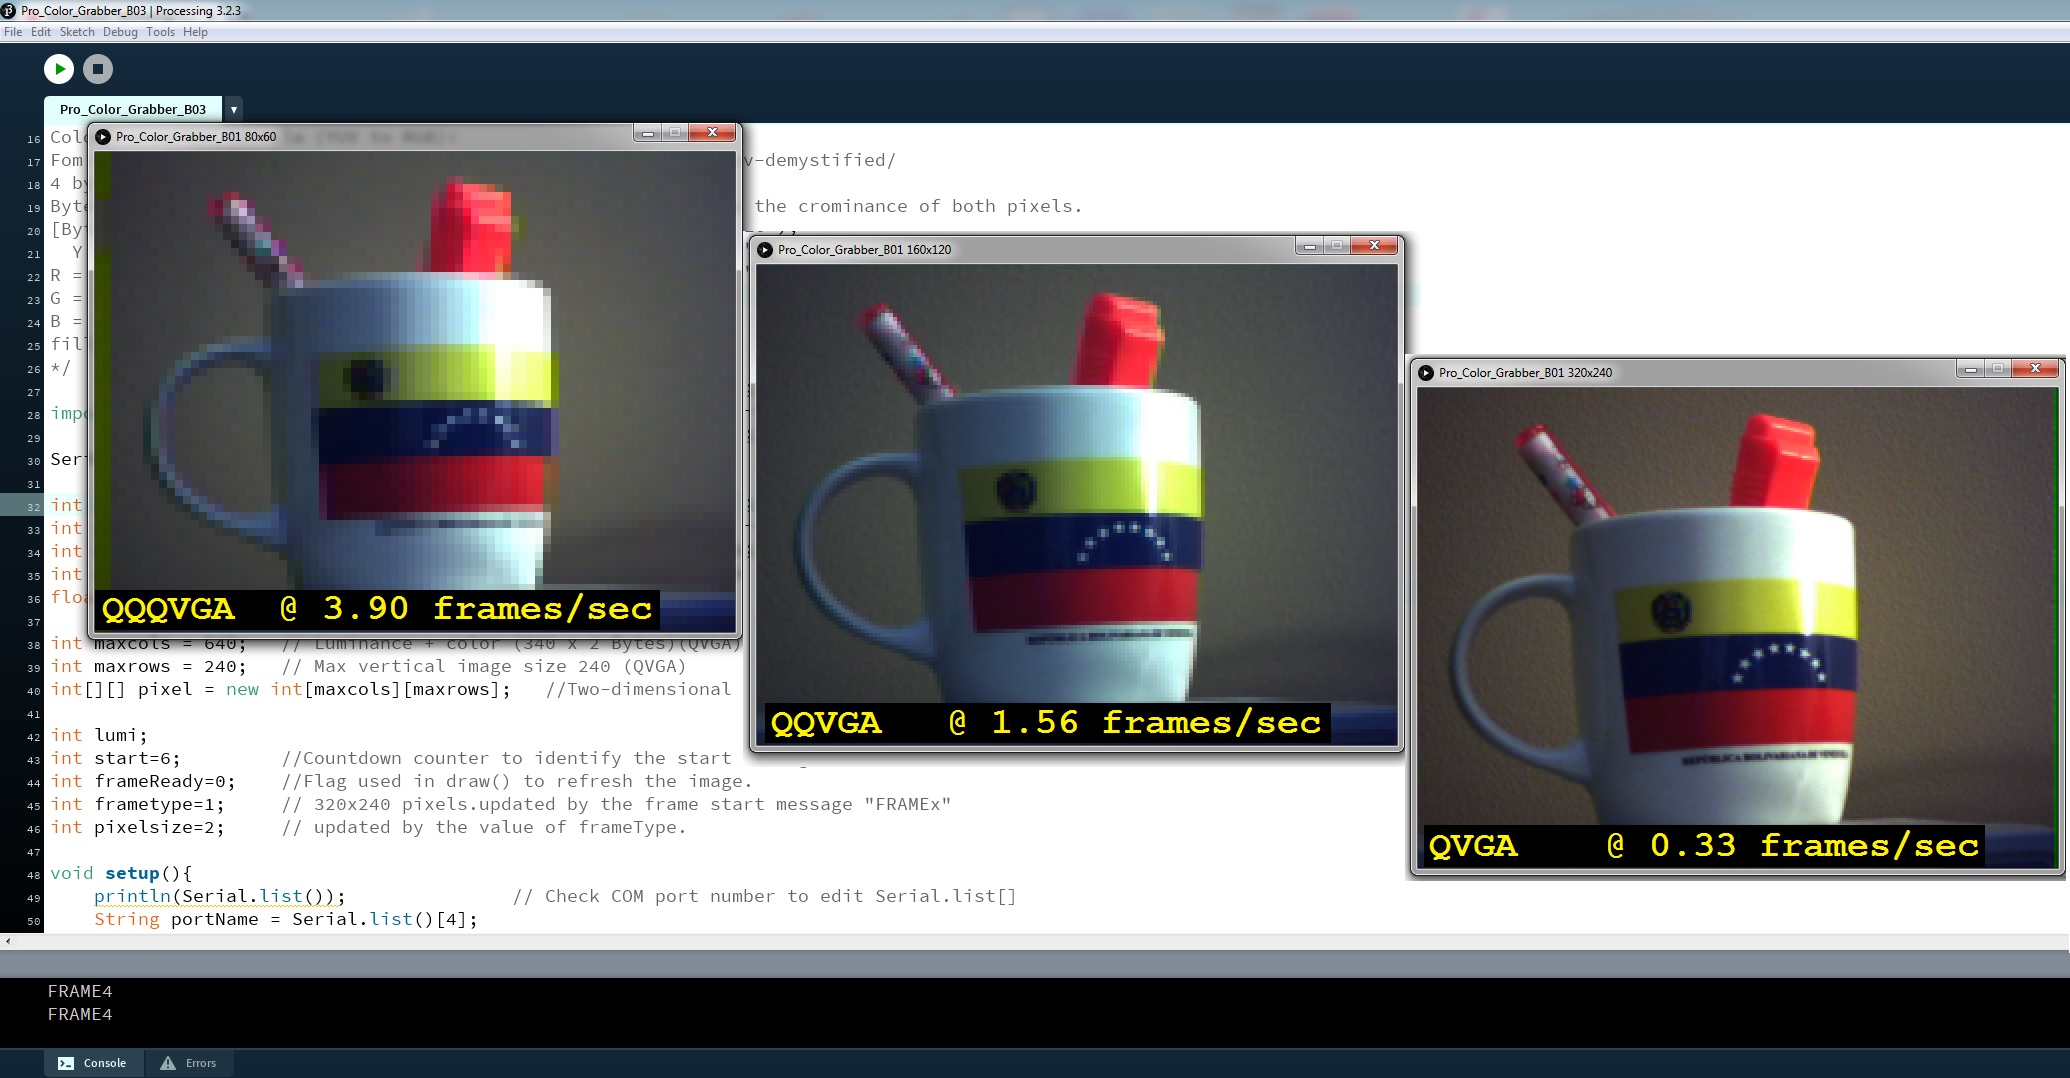 Pro_Color_Grabber_B03 | Processing 3.2.3
File Edit Sketch Debug Tools Help
Pro_Color_Grabber_B03
Pro_Color_Grabber_B01 80x60
QQQVGA @ 3.90 frames/sec
Pro_Color_Grabber_B01 160x120
QQVGA @ 1.56 frames/sec
Pro_Color_Grabber_B01 320x240
REPÚBLICA BOLIVARIANA DE
QVGA @ 0.33 frames/sec
16 Col
17 Fom v-demystified/
18 4 by
19 Byte the crominance of both pixels.
20 [Byt
21 Y
22 R =
23 G =
24 B =
25 fil
26 */
27
28 impo
29
30 Ser
31
32 int
33 int
34 int
35 int
36 floa
37
38 int maxcols = 640; // Luminance + color (340 x 2 Bytes)(QVGA)
39 int maxrows = 240; // Max vertical image size 240 (QVGA)
40 int[][] pixel = new int[maxcols][maxrows]; //Two-dimensional
41
42 int lumi;
43 int start=6; //Countdown counter to identify the start
44 int frameReady=0; //Flag used in draw() to refresh the image.
45 int frametype=1; // 320x240 pixels.updated by the frame start message "FRAMEx"
46 int pixelsize=2; // updated by the value of frameType.
47
48 void setup(){
49 println(Serial.list()); // Check COM port number to edit Serial.list[]
50 String portName = Serial.list()[4];
FRAME4
FRAME4
Console Errors